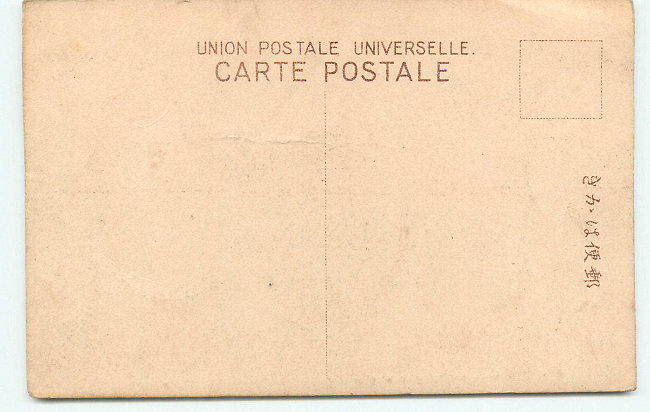 UNION POSTALE UNIVERSELLE.
CARTE POSTALE
郵便はかき